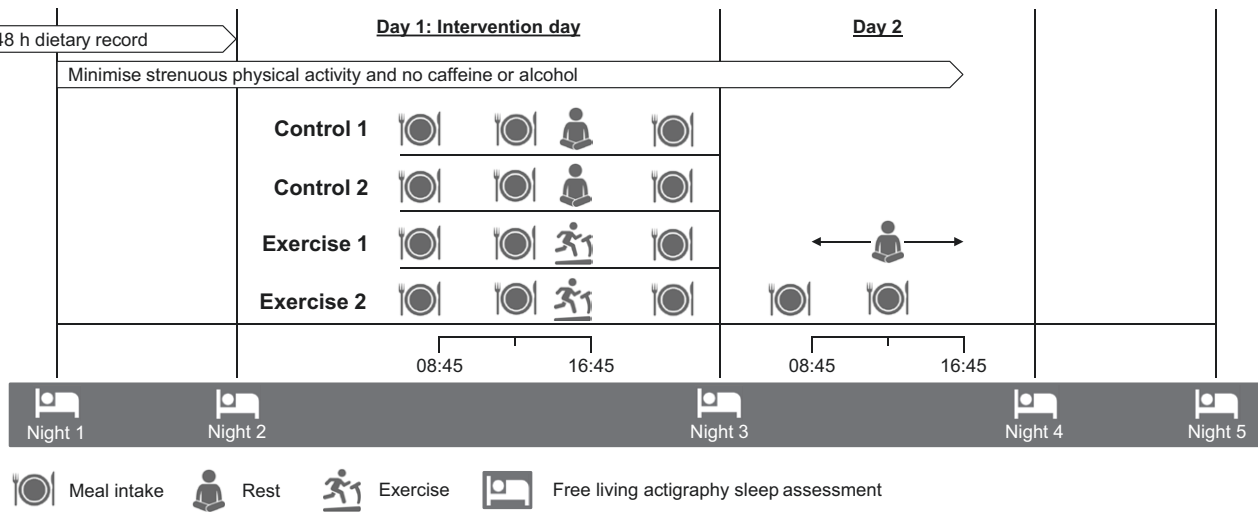 48 h dietary record
Day 1: Intervention day
Day 2
Minimise strenuous physical activity and no caffeine or alcohol
Control 1
Control 2
Exercise 1
Exercise 2
08:45 16:45 08:45 16:45
Night 1 Night 2 Night 3 Night 4 Night 5
Meal intake Rest Exercise Free living actigraphy sleep assessment